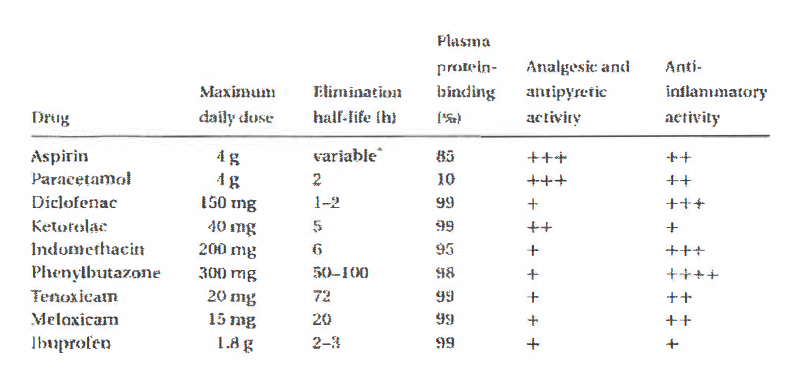 Drug Maximum daily dose Elimination half-life (h) Plasma protein-binding (%) Analgesic and antipyretic activity Anti-inflammatory activity
Aspirin 4 g variable* 85 +++ ++
Paracetamol 4 g 2 10 +++ ++
Diclofenac 150 mg 1–2 99 + +++
Ketorolac 40 mg 5 99 ++ +
Indomethacin 200 mg 6 95 + +++
Phenylbutazone 300 mg 50–100 98 + ++++
Tenoxicam 20 mg 72 99 + ++
Meloxicam 15 mg 20 99 + ++
Ibuprofen 1.8 g 2–3 99 + +